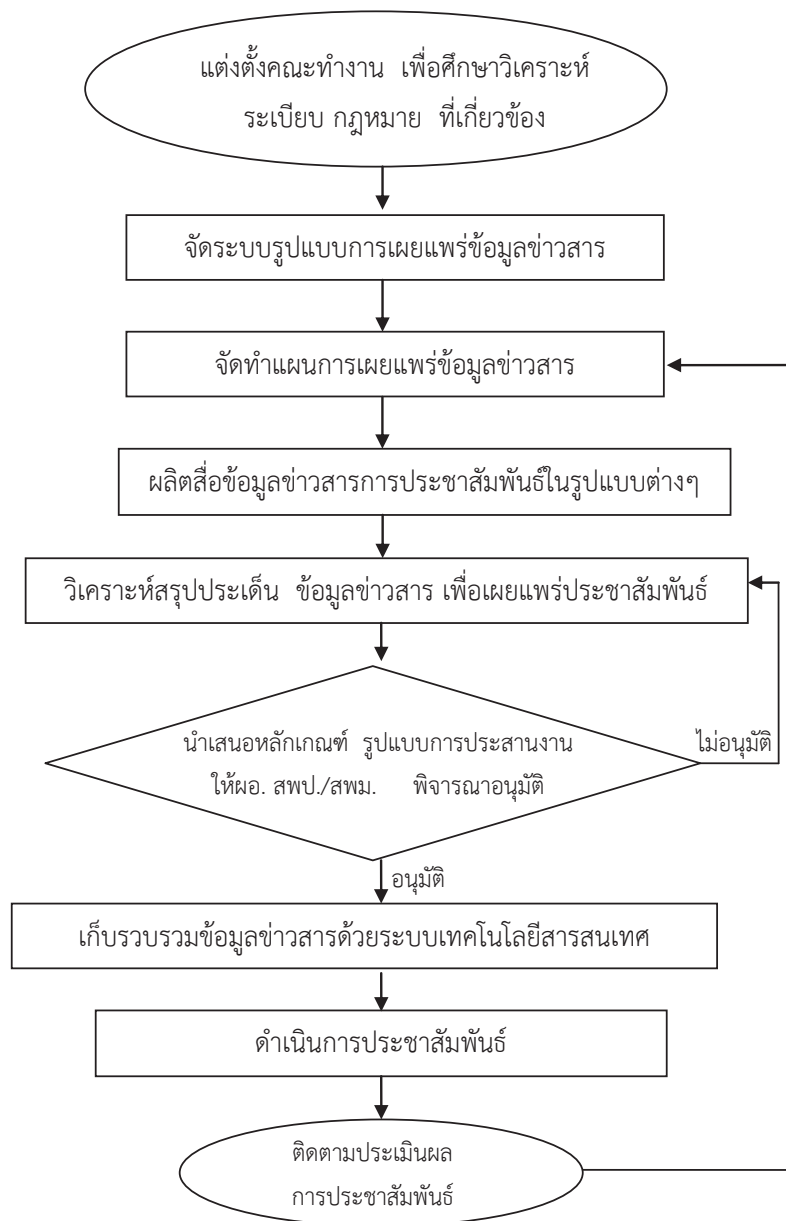 แต่งตั้งคณะทำงาน เพื่อศึกษาวิเคราะห์
ระเบียบ กฎหมาย ที่เกี่ยวข้อง
จัดระบบรูปแบบการเผยแพร่ข้อมูลข่าวสาร
จัดทำแผนการเผยแพร่ข้อมูลข่าวสาร
ผลิตสื่อข้อมูลข่าวสารการประชาสัมพันธ์ในรูปแบบต่างๆ
วิเคราะห์สรุปประเด็น ข้อมูลข่าวสาร เพื่อเผยแพร่ประชาสัมพันธ์
นำเสนอหลักเกณฑ์ รูปแบบการประสานงาน
ให้ผอ. สพป./สพม. พิจารณาอนุมัติ
ไม่อนุมัติ
อนุมัติ
เก็บรวบรวมข้อมูลข่าวสารด้วยระบบเทคโนโลยีสารสนเทศ
ดำเนินการประชาสัมพันธ์
ติดตามประเมินผล
การประชาสัมพันธ์